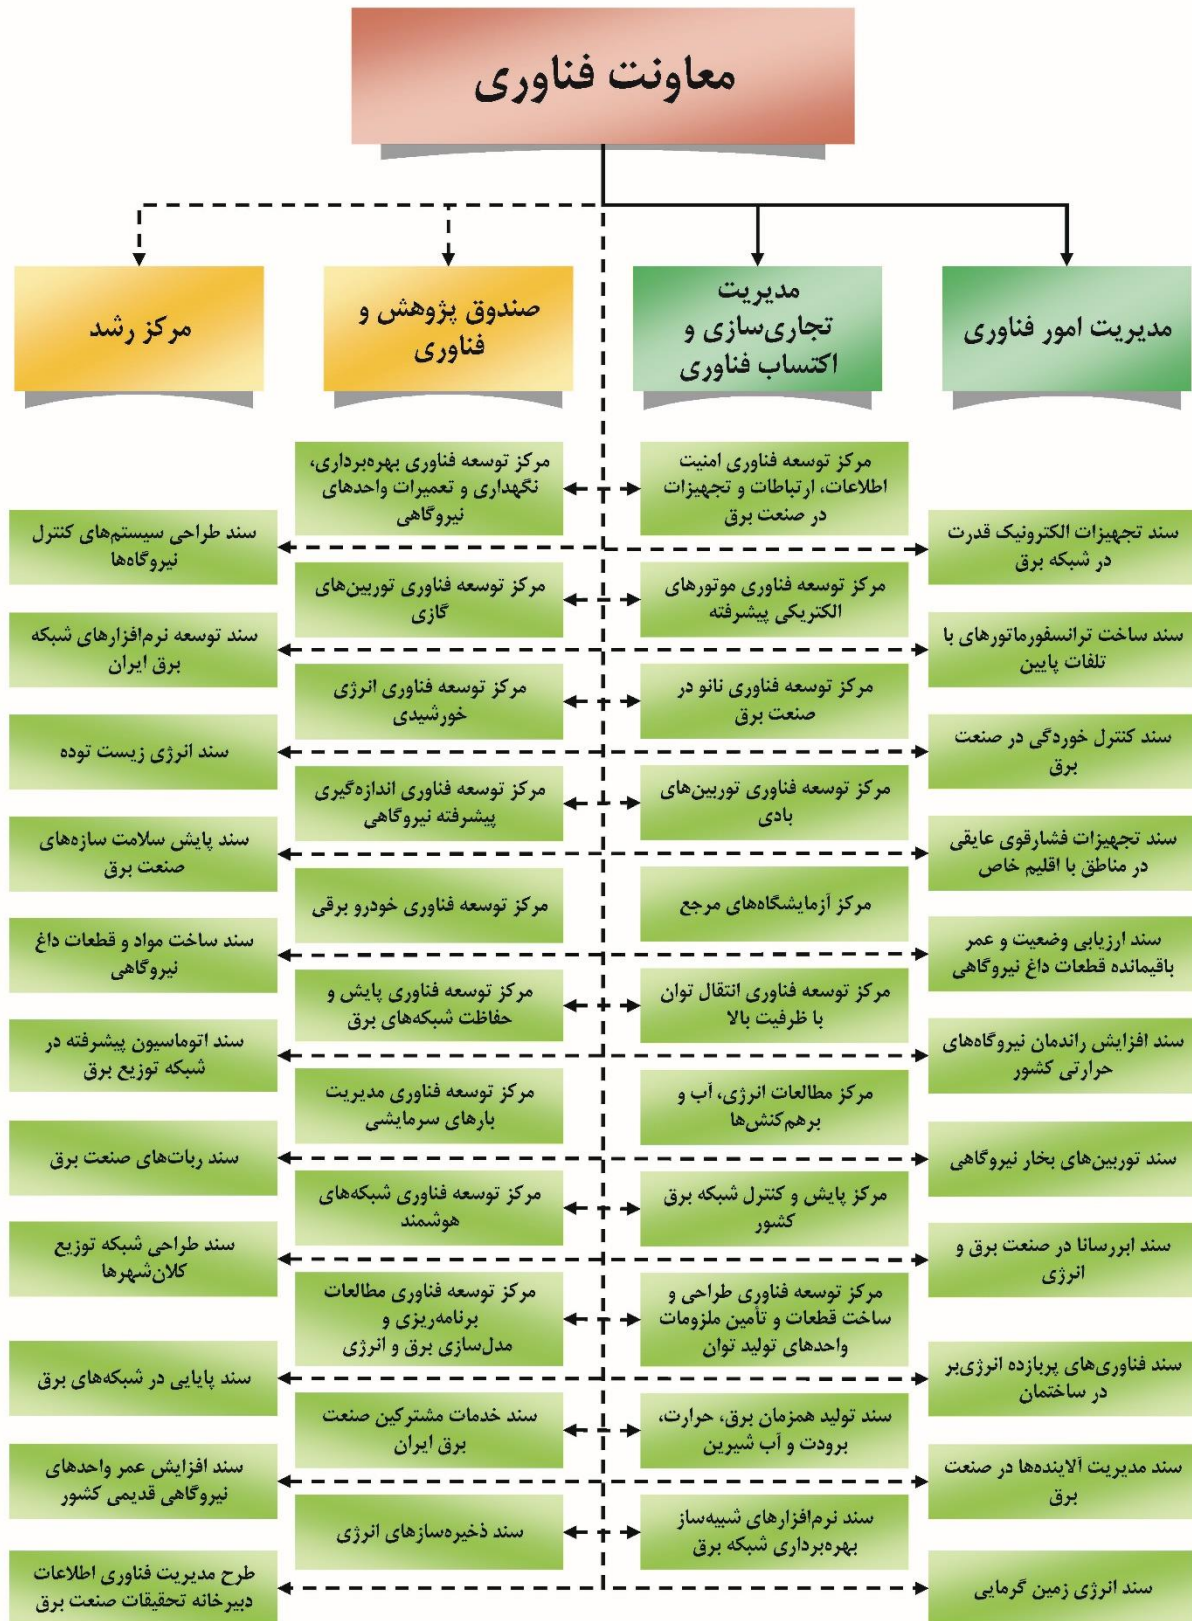 معاونت فناوری
مدیریت امور فناوری
مدیریت
تجاری‌سازی و
اکتساب فناوری
صندوق پژوهش و
فناوری
مرکز رشد
مرکز توسعه فناوری امنیت
اطلاعات، ارتباطات و تجهیزات
در صنعت برق
مرکز توسعه فناوری بهره‌برداری،
نگهداری و تعمیرات واحدهای
نیروگاهی
سند تجهیزات الکترونیک قدرت
در شبکه برق
سند طراحی سیستم‌های کنترل
نیروگاه‌ها
مرکز توسعه فناوری موتورهای
الکتریکی پیشرفته
مرکز توسعه فناوری توربین‌های
گازی
سند ساخت ترانسفورماتورهای با
تلفات پایین
سند توسعه نرم‌افزارهای شبکه
برق ایران
مرکز توسعه فناوری نانو در
صنعت برق
مرکز توسعه فناوری انرژی
خورشیدی
سند کنترل خوردگی در صنعت
برق
سند انرژی زیست توده
مرکز توسعه فناوری توربین‌های
بادی
مرکز توسعه فناوری اندازه‌گیری
پیشرفته نیروگاهی
سند تجهیزات فشارقوی عایقی
در مناطق با اقلیم خاص
سند پایش سلامت سازه‌های
صنعت برق
مرکز آزمایشگاه‌های مرجع
مرکز توسعه فناوری خودرو برقی
سند ارزیابی وضعیت و عمر
باقیمانده قطعات داغ نیروگاهی
سند ساخت مواد و قطعات داغ
نیروگاهی
مرکز توسعه فناوری انتقال توان
با ظرفیت بالا
مرکز توسعه فناوری پایش و
حفاظت شبکه‌های برق
سند افزایش راندمان نیروگاه‌های
حرارتی کشور
سند اتوماسیون پیشرفته در
شبکه توزیع برق
مرکز مطالعات انرژی، آب و
برهم‌کنش‌ها
مرکز توسعه فناوری مدیریت
بارهای سرمایشی
سند توربین‌های بخار نیروگاهی
سند ربات‌های صنعت برق
مرکز پایش و کنترل شبکه برق
کشور
مرکز توسعه فناوری شبکه‌های
هوشمند
سند ابررسانا در صنعت برق و
انرژی
سند طراحی شبکه توزیع
کلان‌شهرها
مرکز توسعه فناوری طراحی و
ساخت قطعات و تأمین ملزومات
واحدهای تولید توان
مرکز توسعه فناوری مطالعات
برنامه‌ریزی و
مدل‌سازی برق و انرژی
سند فناوری‌های پربازده انرژی‌بر
در ساختمان
سند پایایی در شبکه‌های برق
سند تولید همزمان برق، حرارت،
برودت و آب شیرین
سند خدمات مشترکین صنعت
برق ایران
سند مدیریت آلاینده‌ها در صنعت
برق
سند افزایش عمر واحدهای
نیروگاهی قدیمی کشور
سند نرم‌افزارهای شبیه‌ساز
بهره‌برداری شبکه برق
سند ذخیره‌سازهای انرژی
سند انرژی زمین گرمایی
طرح مدیریت فناوری اطلاعات
دبیرخانه تحقیقات صنعت برق